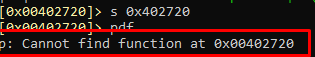 [0x00402720]> s 0x402720
[0x00402720]> pdf
p: Cannot find function at 0x00402720